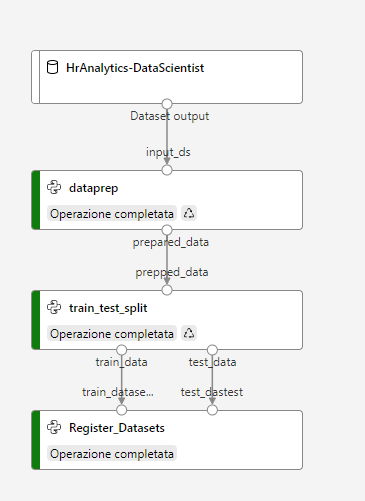 HrAnalytics-DataScientist
Dataset output
input_ds
dataprep
Operazione completata
prepared_data
prepped_data
train_test_split
Operazione completata
train_data test_data
train_datase... test_dastest
Register_Datasets
Operazione completata